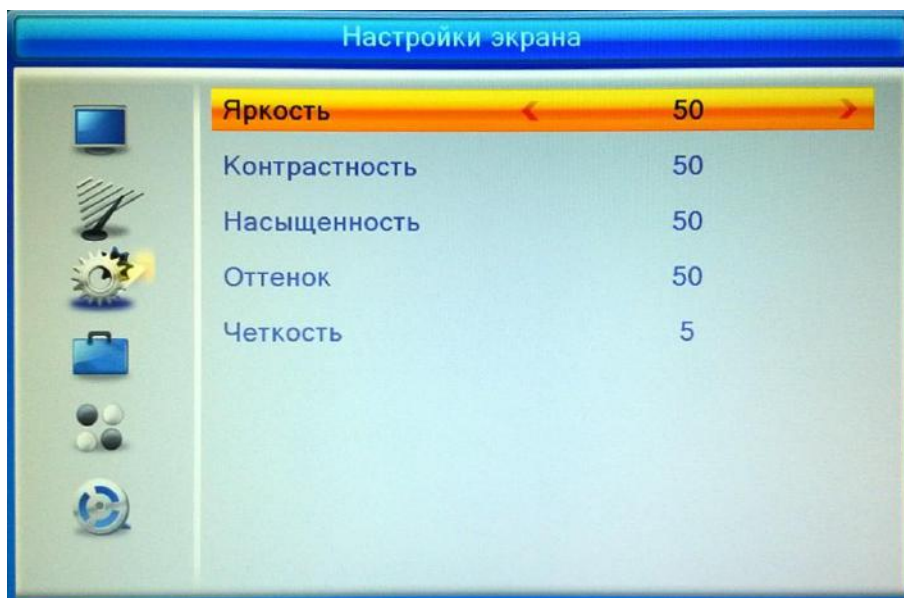 Настройки экрана
Яркость 50
Контрастность 50
Насыщенность 50
Оттенок 50
Четкость 5